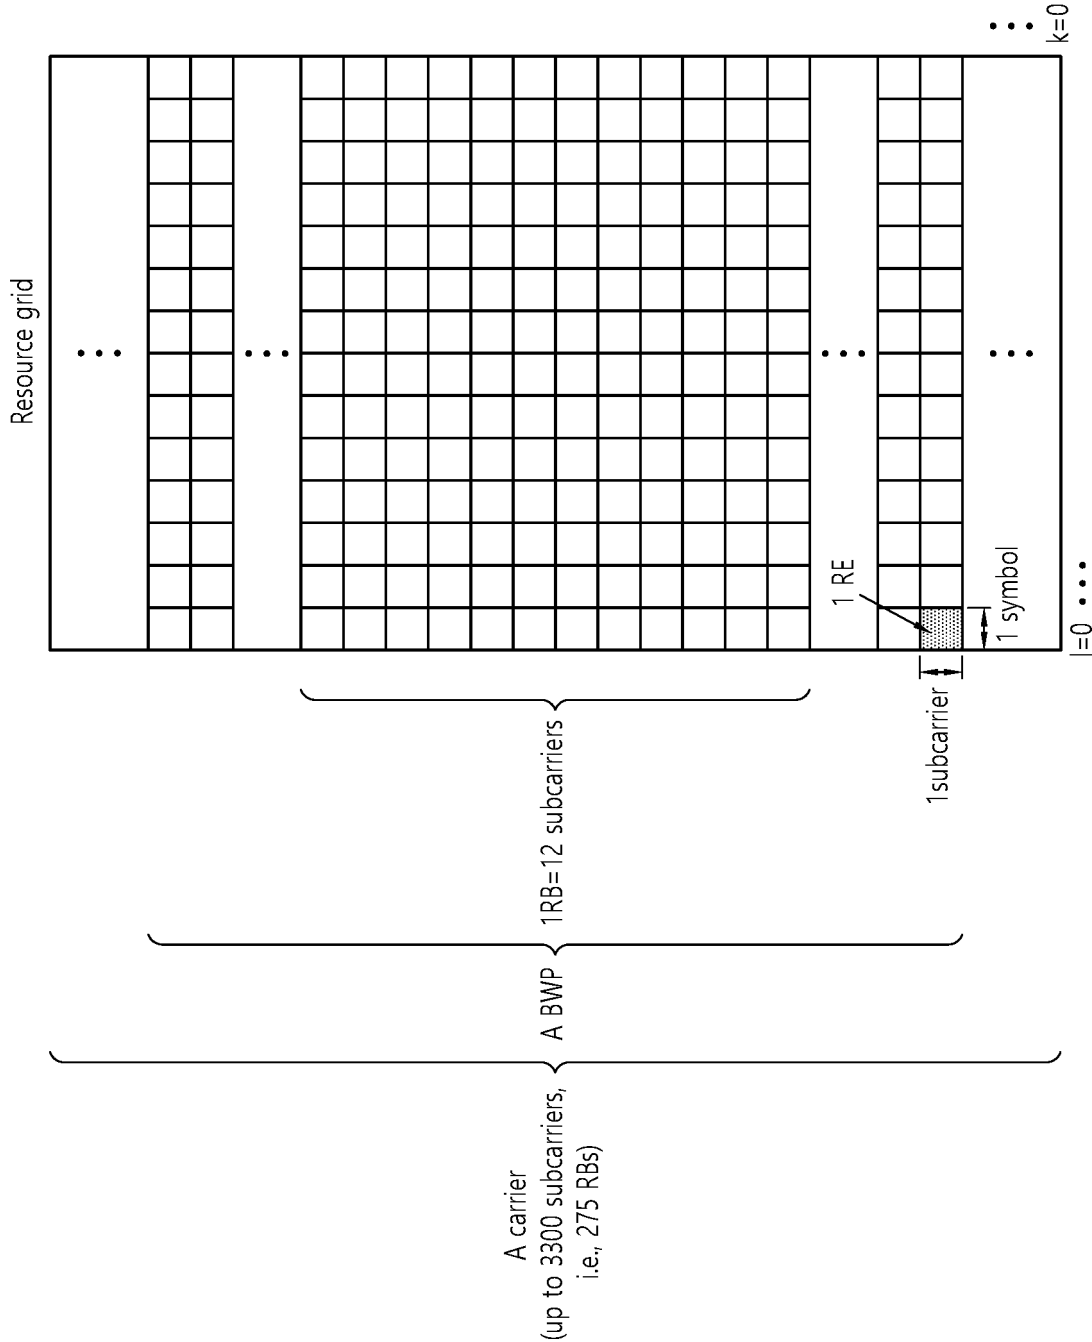 Resource grid
A carrier
(up to 3300 subcarriers,
i.e., 275 RBs)
A BWP
1RB=12 subcarriers
1 RE
1subcarrier
1 symbol
l=0
k=0